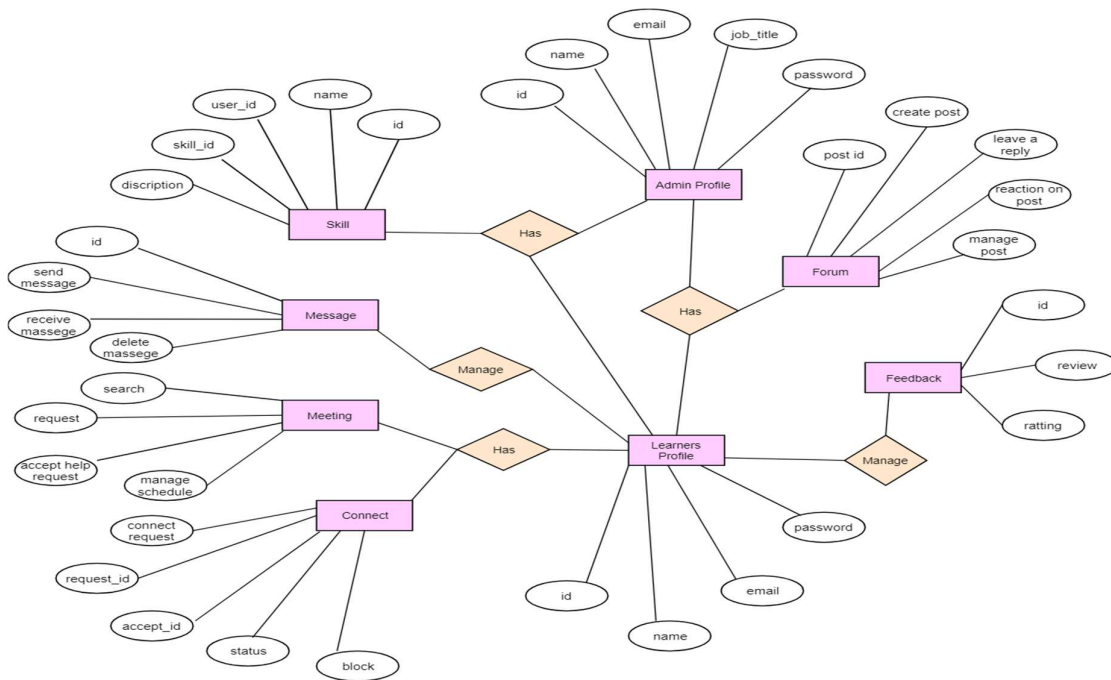 email
job_title
name
password
id
create post
name
user_id
id
leave a
reply
skill_id
post id
reaction on
post
discription
Admin Profile
Skill
Has
manage
post
id
Forum
send
message
Message
Has
id
receive
massege
delete
massege
Manage
Feedback
review
search
request
Meeting
ratting
accept help
request
Has
Learners
Profile
Manage
manage
schedule
Connect
connect
request
password
request_id
id
email
accept_id
name
status
block